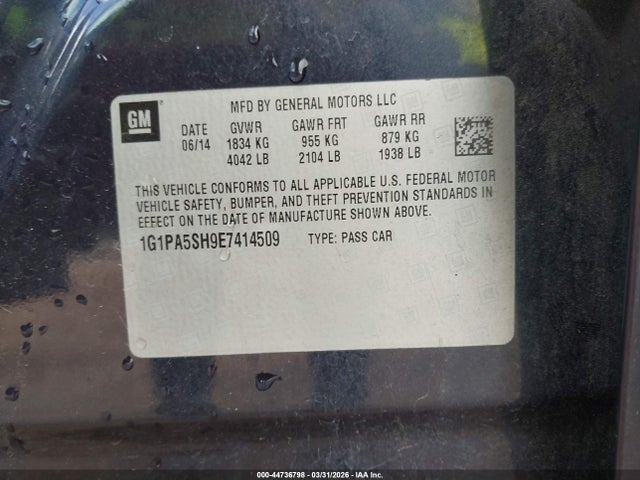 GM
MFD BY GENERAL MOTORS LLC
DATE GVWR GAWR FRT GAWR RR
06/14 1834 KG 955 KG 879 KG
4042 LB 2104 LB 1938 LB
THIS VEHICLE CONFORMS TO ALL APPLICABLE U.S. FEDERAL MOTOR
VEHICLE SAFETY, BUMPER, AND THEFT PREVENTION STANDARDS IN
EFFECT ON THE DATE OF MANUFACTURE SHOWN ABOVE.
1G1PA5SH9E7414509 TYPE: PASS CAR
000-44736798 - 03/31/2026 - IAA Inc.